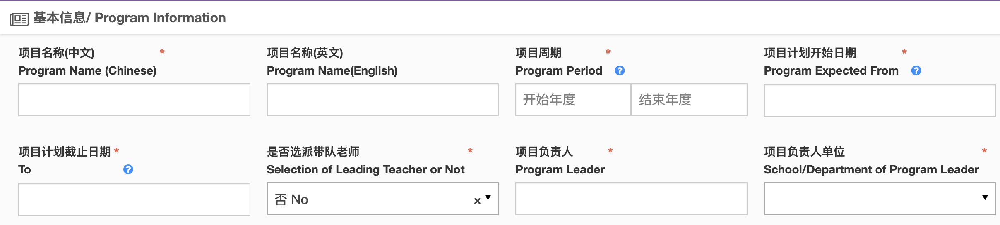 基本信息/ Program Information
项目名称(中文) *
Program Name (Chinese)
项目名称(英文)
Program Name(English)
项目周期 *
Program Period ?
开始年度
结束年度
项目计划开始日期 *
Program Expected From ?
项目计划截止日期 *
To ?
是否选派带队老师 *
Selection of Leading Teacher or Not
否 No × ▼
项目负责人 *
Program Leader
项目负责人单位 *
School/Department of Program Leader
▼